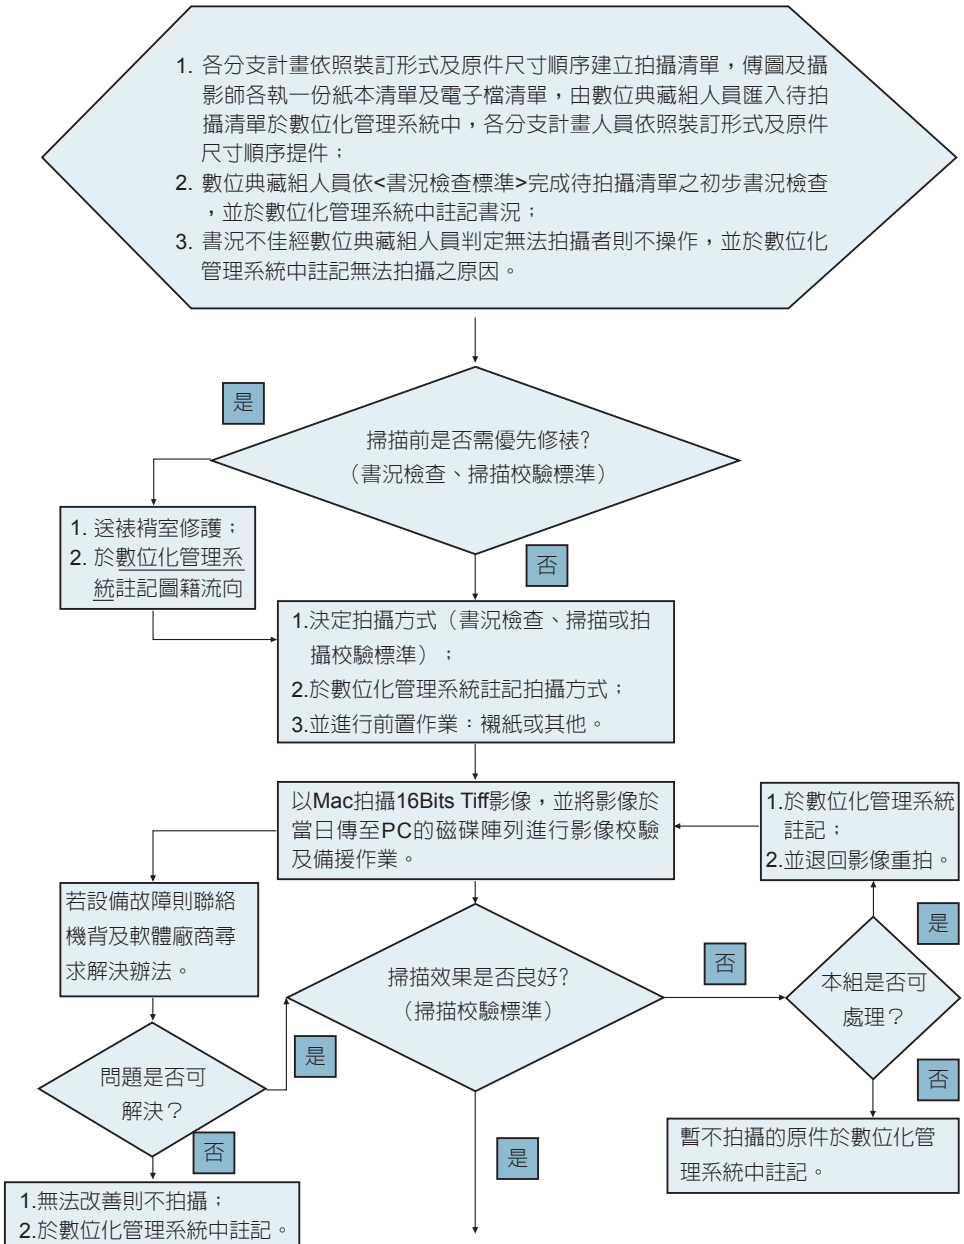 1. 各分支計畫依照裝訂形式及原件尺寸順序建立拍攝清單，傅圖及攝
影師各執一份紙本清單及電子檔清單，由數位典藏組人員匯入待拍
攝清單於數位化管理系統中，各分支計畫人員依照裝訂形式及原件
尺寸順序提件；
2. 數位典藏組人員依<書況檢查標準>完成待拍攝清單之初步書況檢查
，並於數位化管理系統中註記書況；
3. 書況不佳經數位典藏組人員判定無法拍攝者則不操作，並於數位化
管理系統中註記無法拍攝之原因。
是
掃描前是否需優先修裱?
（書況檢查、掃描校驗標準）
1. 送裱褙室修護；
2. 於數位化管理系
統註記圖籍流向
否
1.決定拍攝方式（書況檢查、掃描或拍
攝校驗標準）；
2.於數位化管理系統註記拍攝方式；
3.並進行前置作業：襯紙或其他。
以Mac拍攝16Bits Tiff影像，並將影像於
當日傳至PC的磁碟陣列進行影像校驗
及備援作業。
1.於數位化管理系統
註記；
2.並退回影像重拍。
若設備故障則聯絡
機背及軟體廠商尋
求解決辦法。
掃描效果是否良好?
（掃描校驗標準）
否
是
本組是否可
處理？
是
問題是否可
解決？
否
否
是
暫不拍攝的原件於數位化管
理系統中註記。
1.無法改善則不拍攝；
2.於數位化管理系統中註記。